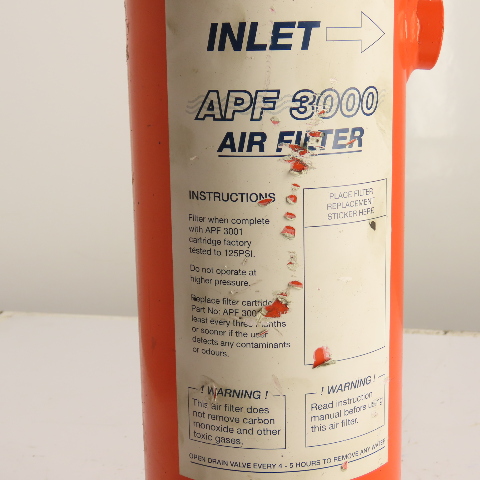 INLET
APF 3000
AIR FILTER
INSTRUCTIONS
Filter when complete
with APF 3001
cartridge factory
tested to 125PSI.
Do not operate at
higher pressure.
Replace filter cartridge
Part No: APF 300
least every three months
or sooner if the user
detects any contaminants
or odours.
PLACE FILTER
REPLACEMENT
STICKER HERE
! WARNING !
This air filter does
not remove carbon
monoxide and other
toxic gases.
! WARNING !
Read instruction
manual before using
this air filter.
OPEN DRAIN VALVE EVERY 4 - 5 HOURS TO REMOVE ANY WATER